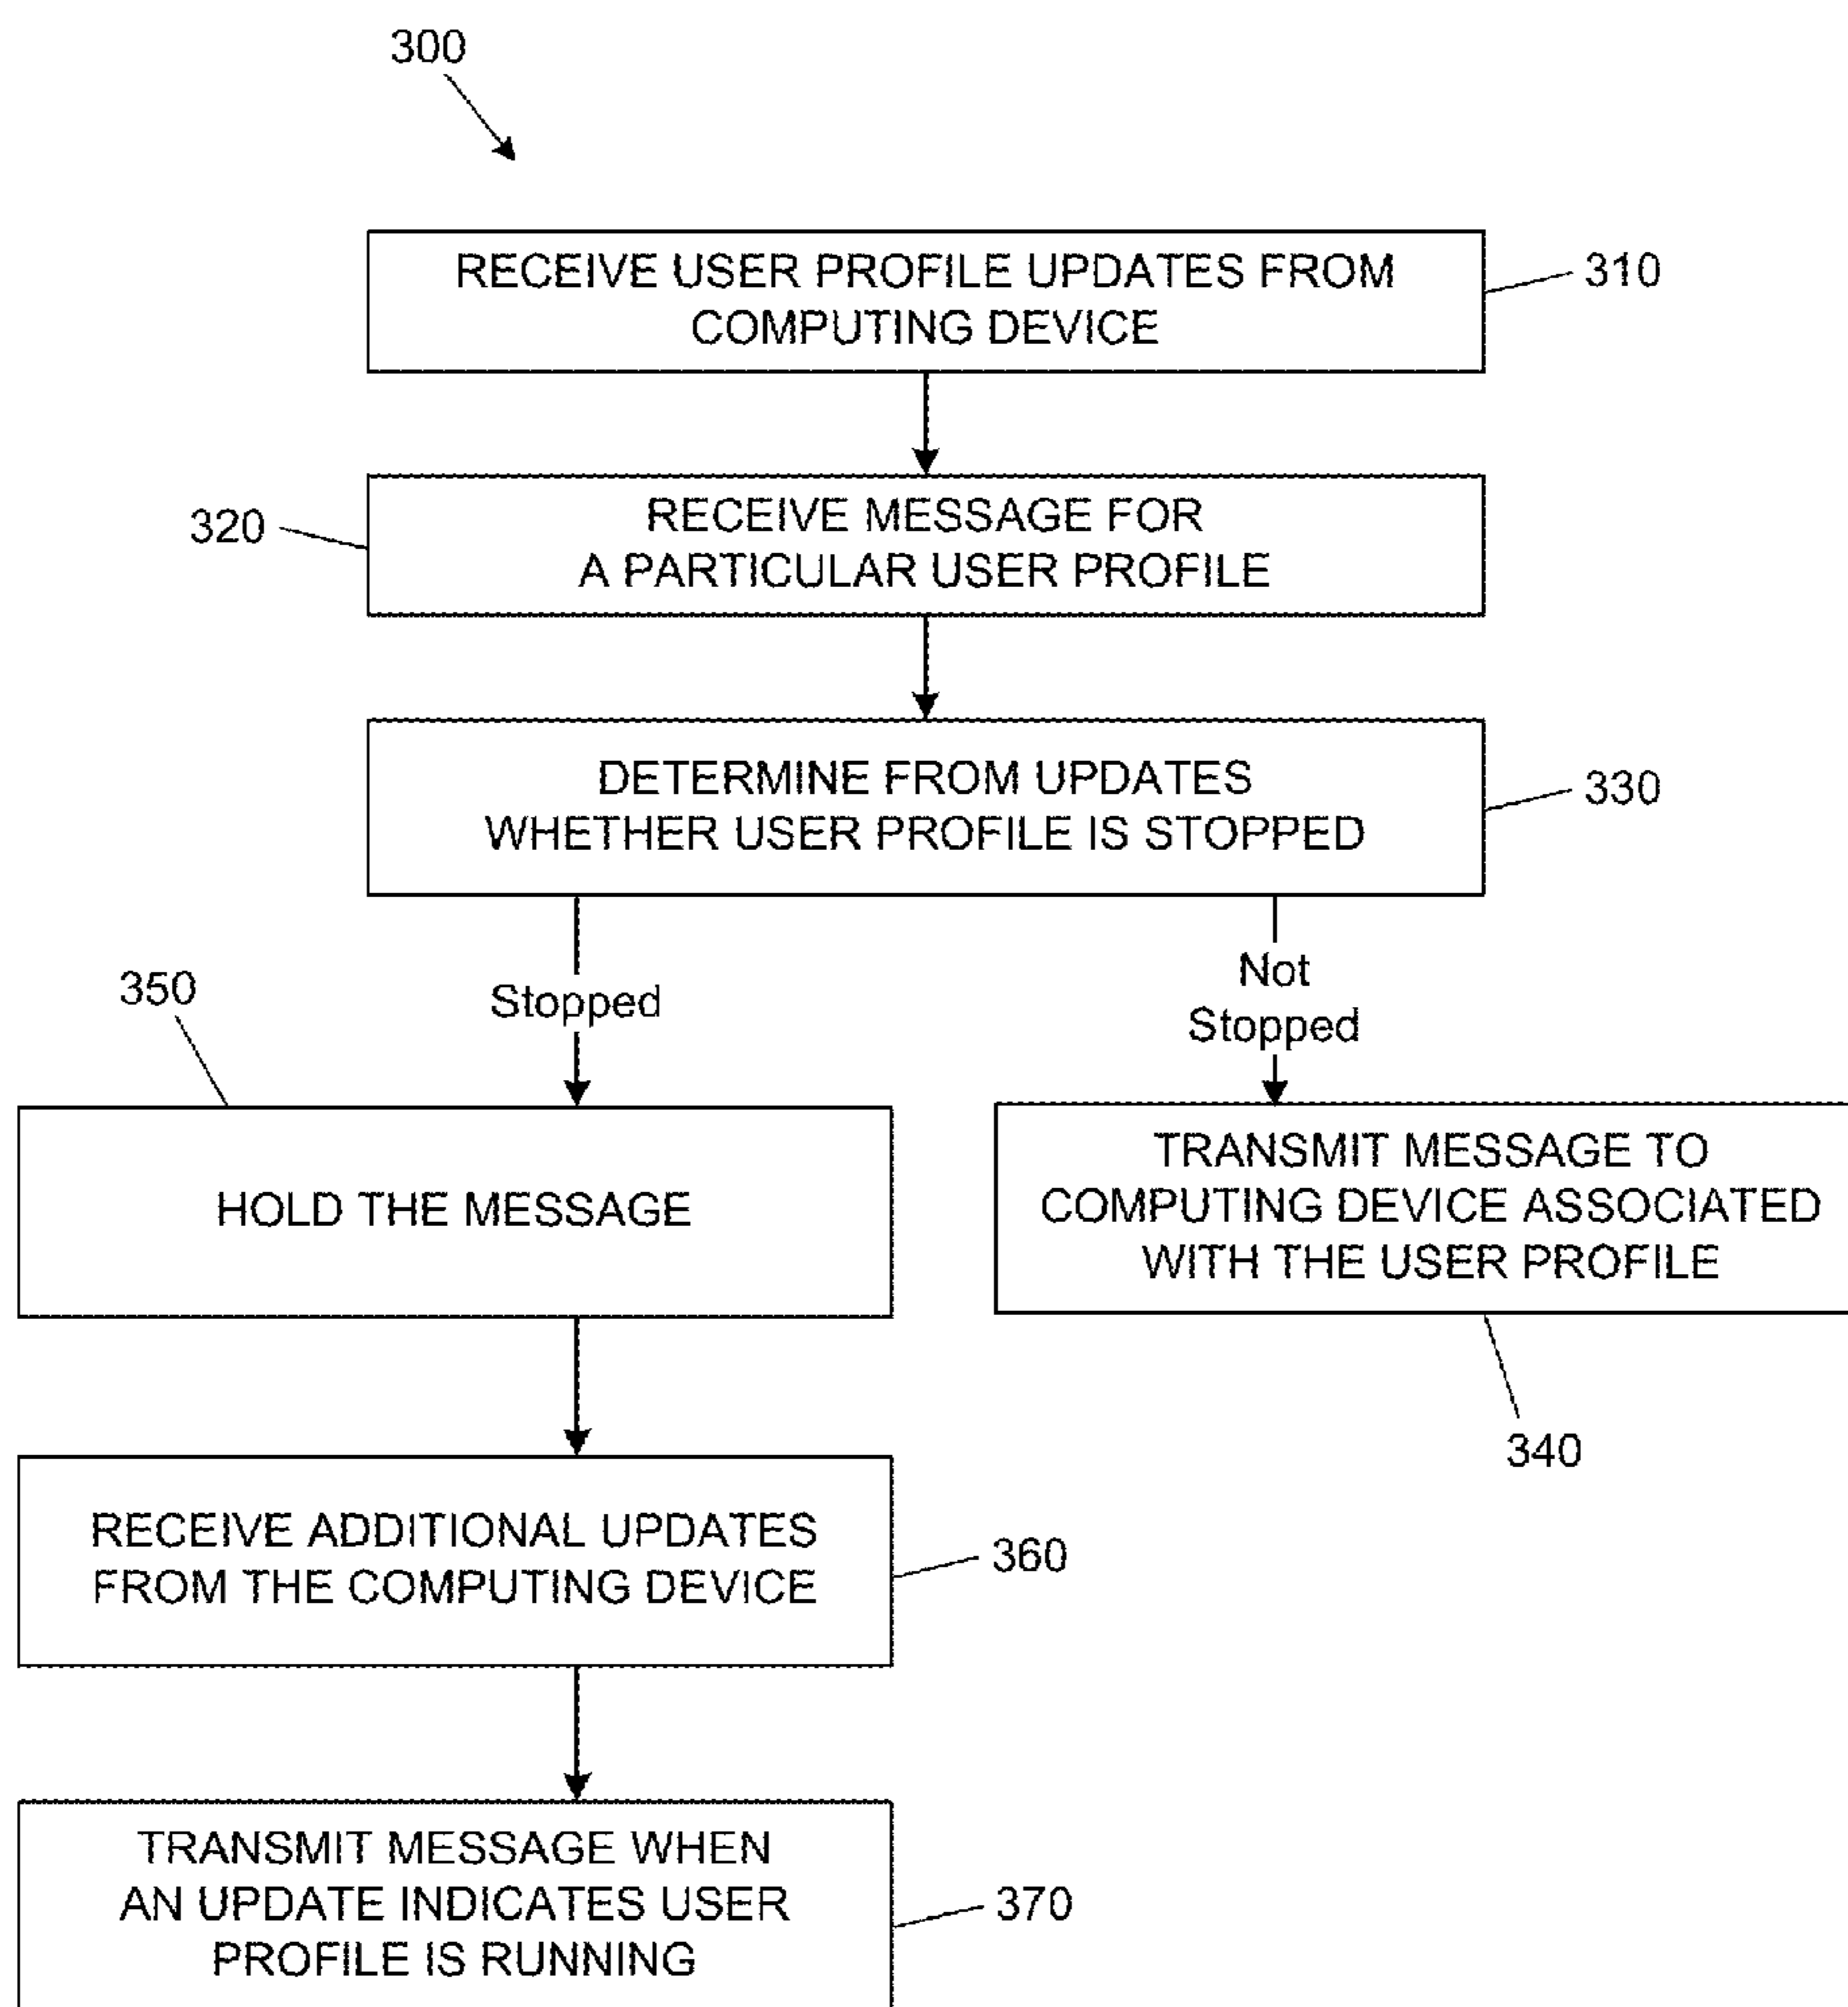 300
RECEIVE USER PROFILE UPDATES FROM
COMPUTING DEVICE
310
320
RECEIVE MESSAGE FOR
A PARTICULAR USER PROFILE
DETERMINE FROM UPDATES
WHETHER USER PROFILE IS STOPPED
330
350
Stopped
Not
Stopped
HOLD THE MESSAGE
TRANSMIT MESSAGE TO
COMPUTING DEVICE ASSOCIATED
WITH THE USER PROFILE
340
RECEIVE ADDITIONAL UPDATES
FROM THE COMPUTING DEVICE
360
TRANSMIT MESSAGE WHEN
AN UPDATE INDICATES USER
PROFILE IS RUNNING
370